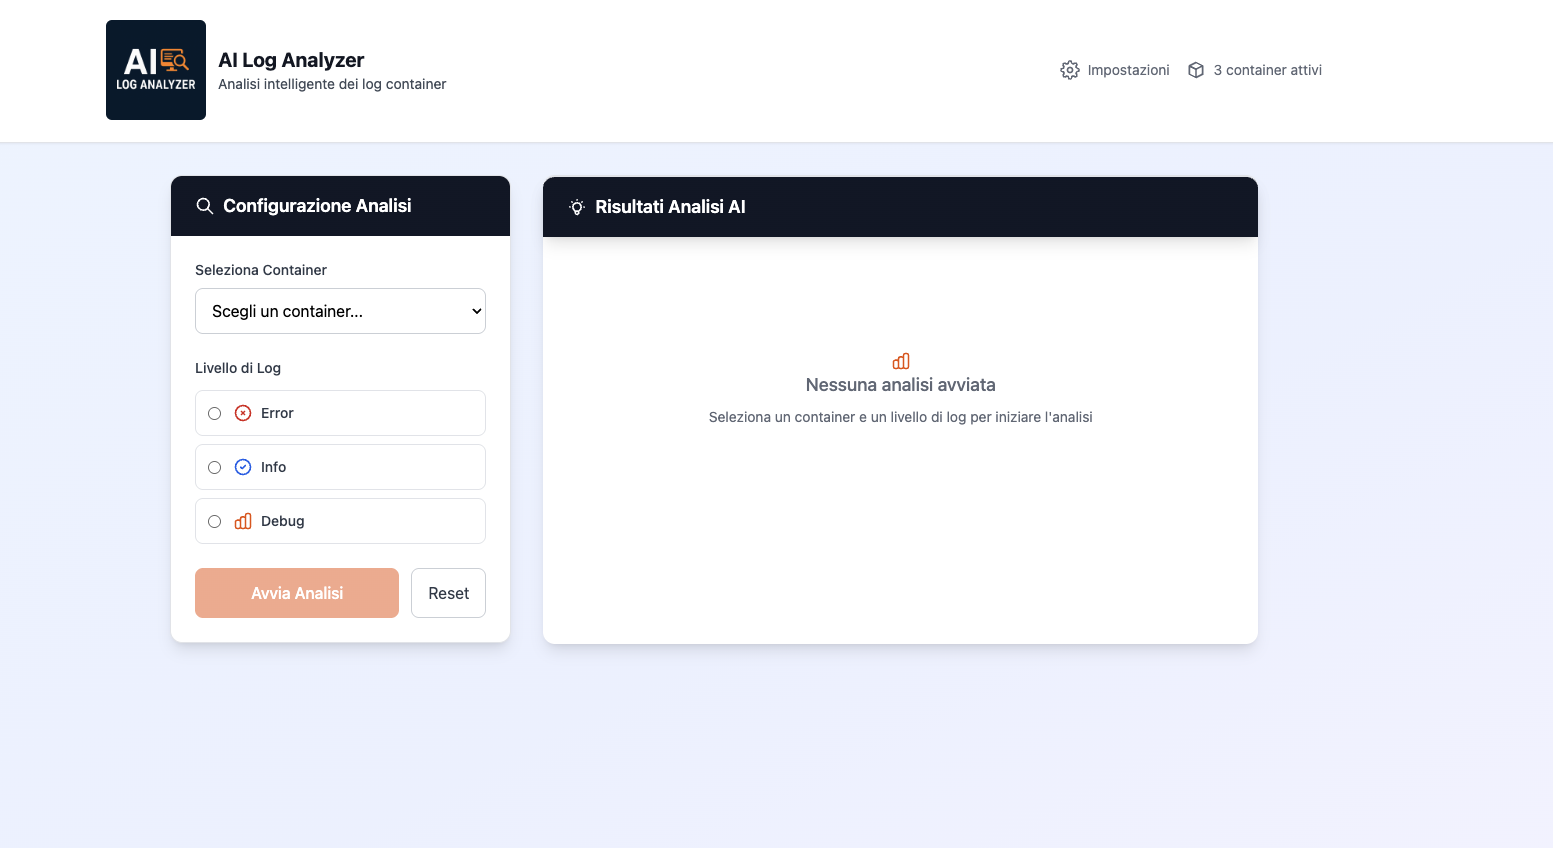 AI
LOG ANALYZER
AI Log Analyzer
Analisi intelligente dei log container
Impostazioni
3 container attivi
Configurazione Analisi
Seleziona Container
Scegli un container...
Livello di Log
Error
Info
Debug
Avvia Analisi
Reset
Risultati Analisi AI
Nessuna analisi avviata
Seleziona un container e un livello di log per iniziare l'analisi